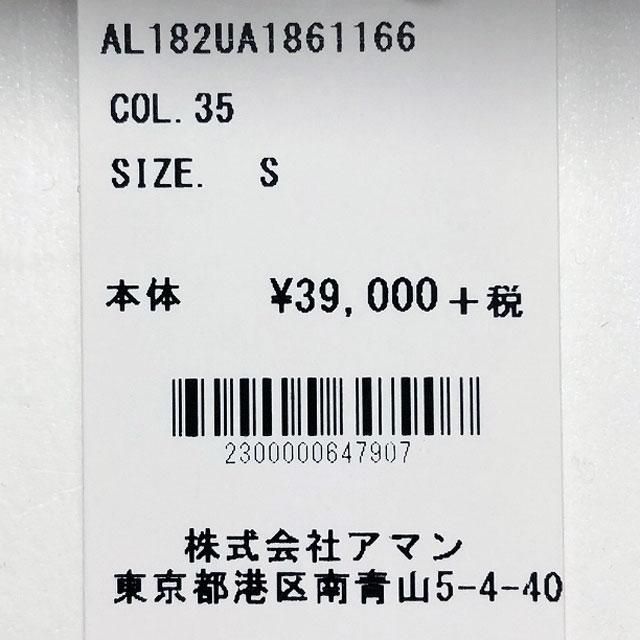 AL182UA1861166
COL.35
SIZE. S
本体 ¥39,000+税
2300000647907
株式会社アマン
東京都港区南青山5-4-40